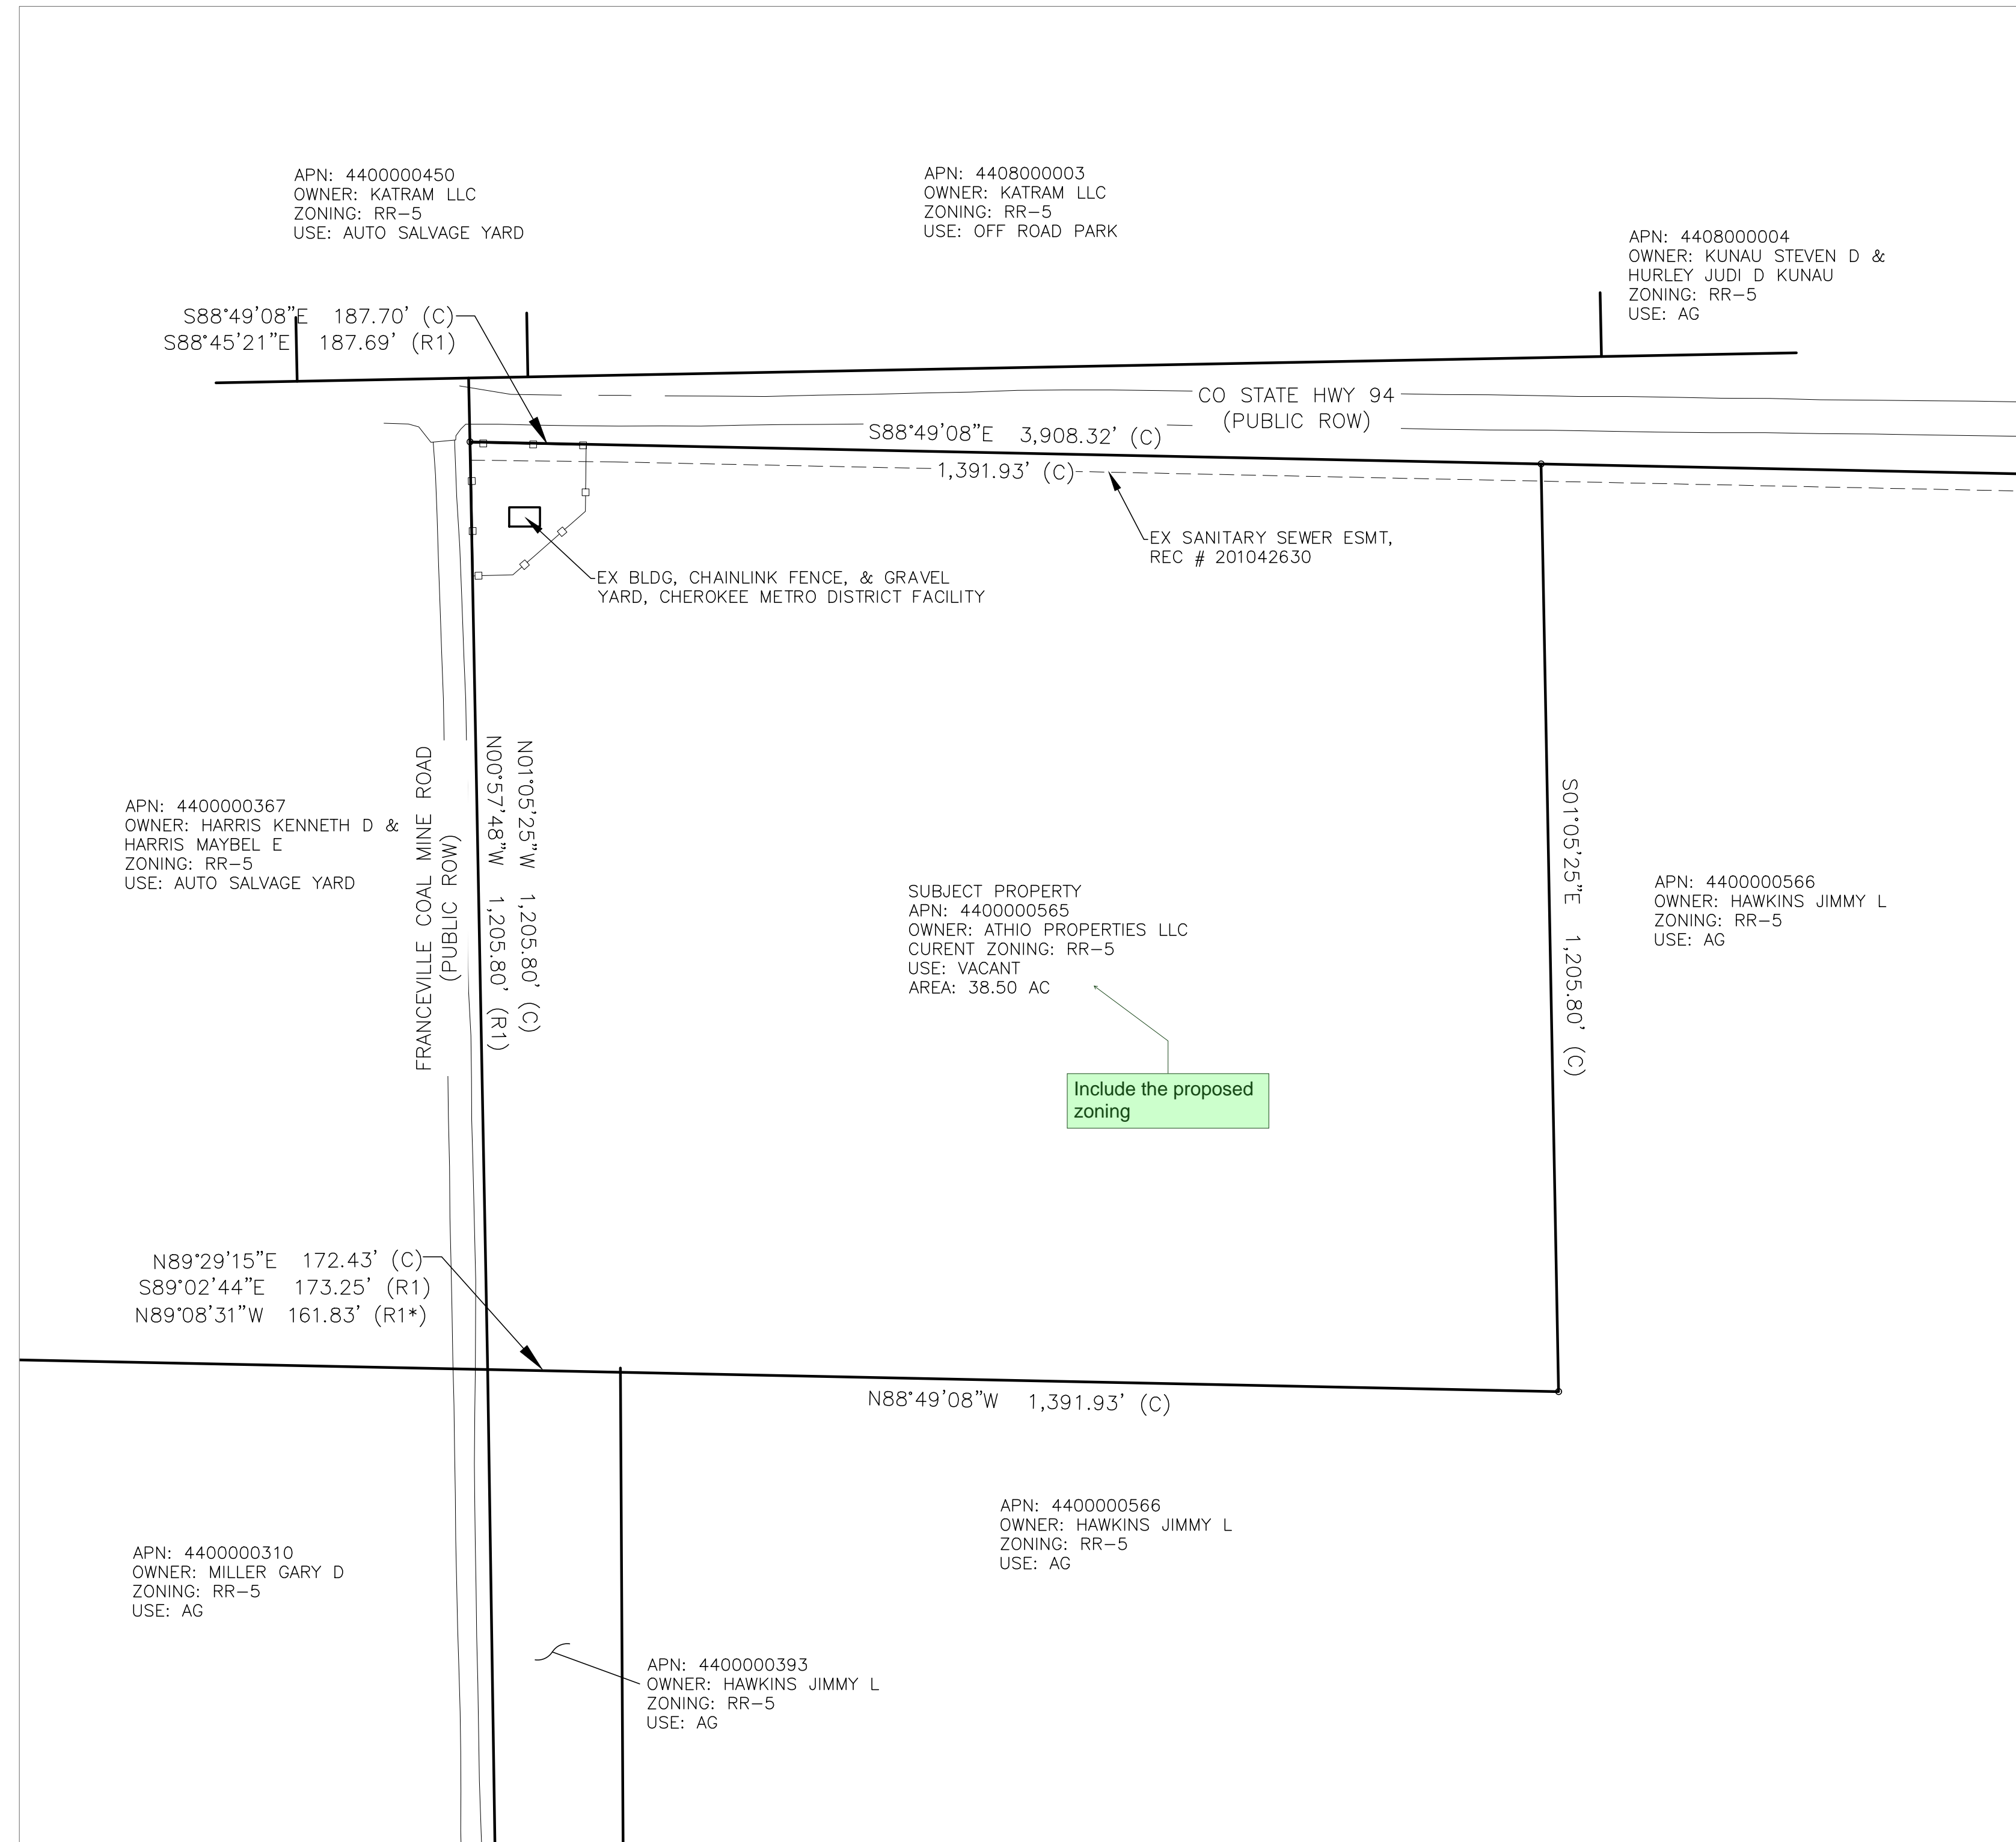 APN: 4400000450
OWNER: KATRAM LLC
ZONING: RR-5
USE: AUTO SALVAGE YARD
APN: 4408000003
OWNER: KATRAM LLC
ZONING: RR-5
USE: OFF ROAD PARK
APN: 4408000004
OWNER: KUNAU STEVEN D &
HURLEY JUDI D KUNAU
ZONING: RR-5
USE: AG
S88°49'08"E 187.70' (C)
S88°45'21"E 187.69' (R1)
CO STATE HWY 94
(PUBLIC ROW)
S88°49'08"E 3,908.32' (C)
1,391.93' (C)
EX SANITARY SEWER ESMT,
REC # 201042630
EX BLDG, CHAINLINK FENCE, & GRAVEL
YARD, CHEROKEE METRO DISTRICT FACILITY
APN: 4400000367
OWNER: HARRIS KENNETH D &
HARRIS MAYBEL E
ZONING: RR-5
USE: AUTO SALVAGE YARD
FRANCEVILLE COAL MINE ROAD
(PUBLIC ROW)
N00°57'48"W 1,205.80' (R1)
N01°05'25"W 1,205.80' (C)
SUBJECT PROPERTY
APN: 4400000565
OWNER: ATHIO PROPERTIES LLC
CURENT ZONING: RR-5
USE: VACANT
AREA: 38.50 AC
Include the proposed
zoning
S01°05'25"E 1,205.80' (C)
APN: 4400000566
OWNER: HAWKINS JIMMY L
ZONING: RR-5
USE: AG
N89°29'15"E 172.43' (C)
S89°02'44"E 173.25' (R1)
N89°08'31"W 161.83' (R1*)
N88°49'08"W 1,391.93' (C)
APN: 4400000566
OWNER: HAWKINS JIMMY L
ZONING: RR-5
USE: AG
APN: 4400000310
OWNER: MILLER GARY D
ZONING: RR-5
USE: AG
APN: 4400000393
OWNER: HAWKINS JIMMY L
ZONING: RR-5
USE: AG